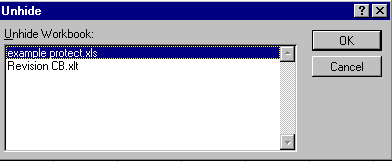 Unhide
Unhide Workbook:
example protect.xls
Revision CB.xlt
OK
Cancel